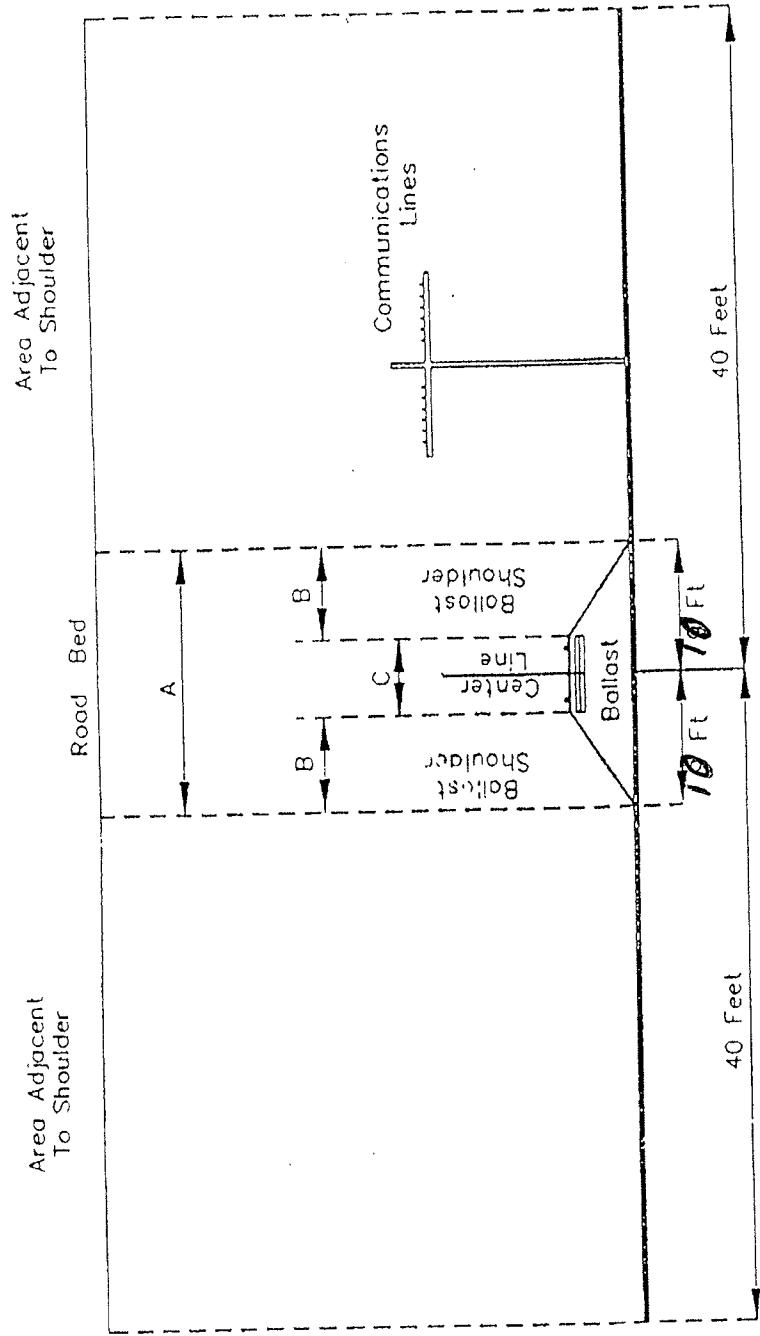 Area Adjacent
To Shoulder
Road Bed
Area Adjacent
To Shoulder
A
B
B
C
Ballast
Shoulder
Center
Line
Ballast
Shoulder
Communications
Lines
Ballast
10 Ft
10 Ft
40 Feet
40 Feet